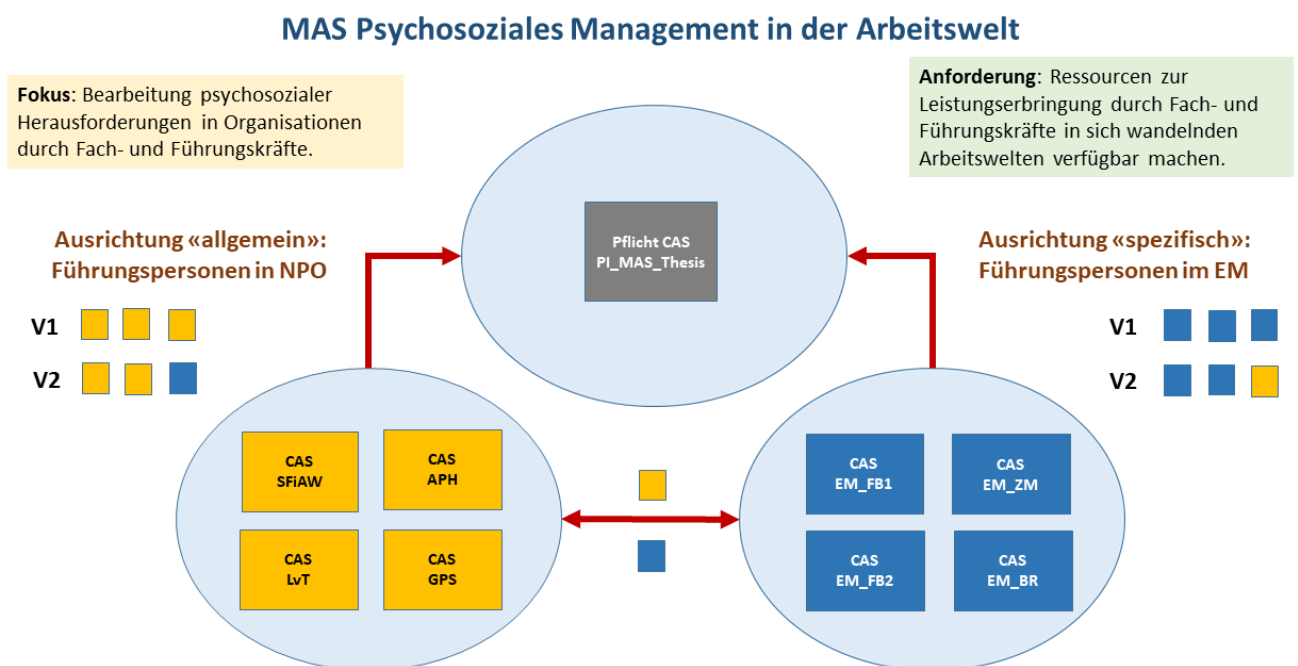 MAS Psychosoziales Management in der Arbeitswelt
Fokus: Bearbeitung psychosozialer
Herausforderungen in Organisationen
durch Fach- und Führungskräfte.
Anforderung: Ressourcen zur
Leistungserbringung durch Fach- und
Führungskräfte in sich wandelnden
Arbeitswelten verfügbar machen.
Pflicht CAS
PI_MAS_Thesis
Ausrichtung «allgemein»:
Führungspersonen in NPO
V1
V2
Ausrichtung «spezifisch»:
Führungspersonen im EM
V1
V2
CAS
SFiAW
CAS
APH
CAS
LvT
CAS
GPS
CAS
EM_FB1
CAS
EM_ZM
CAS
EM_FB2
CAS
EM_BR